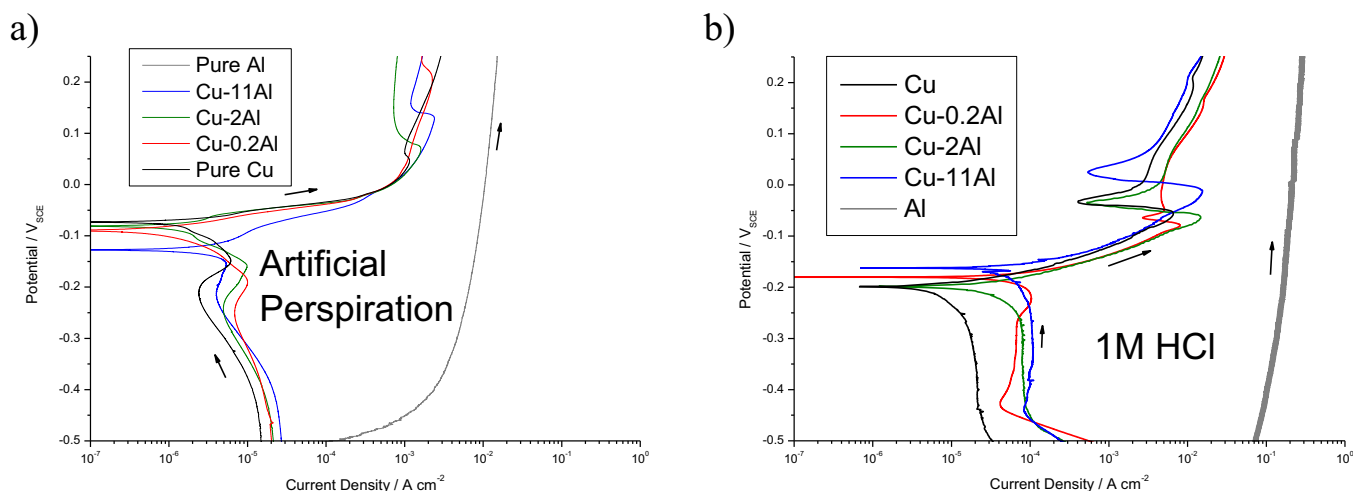 a)
Pure Al
Cu-11Al
Cu-2Al
Cu-0.2Al
Pure Cu
Artificial
Perspiration
0.2
0.1
0.0
-0.1
-0.2
-0.3
-0.4
-0.5
Potential / V_SCE
10^-7
10^-6
10^-5
10^-4
10^-3
10^-2
10^-1
10^0
Current Density / A cm^-2
b)
Cu
Cu-0.2Al
Cu-2Al
Cu-11Al
Al
1M HCl
0.2
0.1
0.0
-0.1
-0.2
-0.3
-0.4
-0.5
Potential / V_SCE
10^-7
10^-6
10^-5
10^-4
10^-3
10^-2
10^-1
10^0
Current Density / A cm^-2